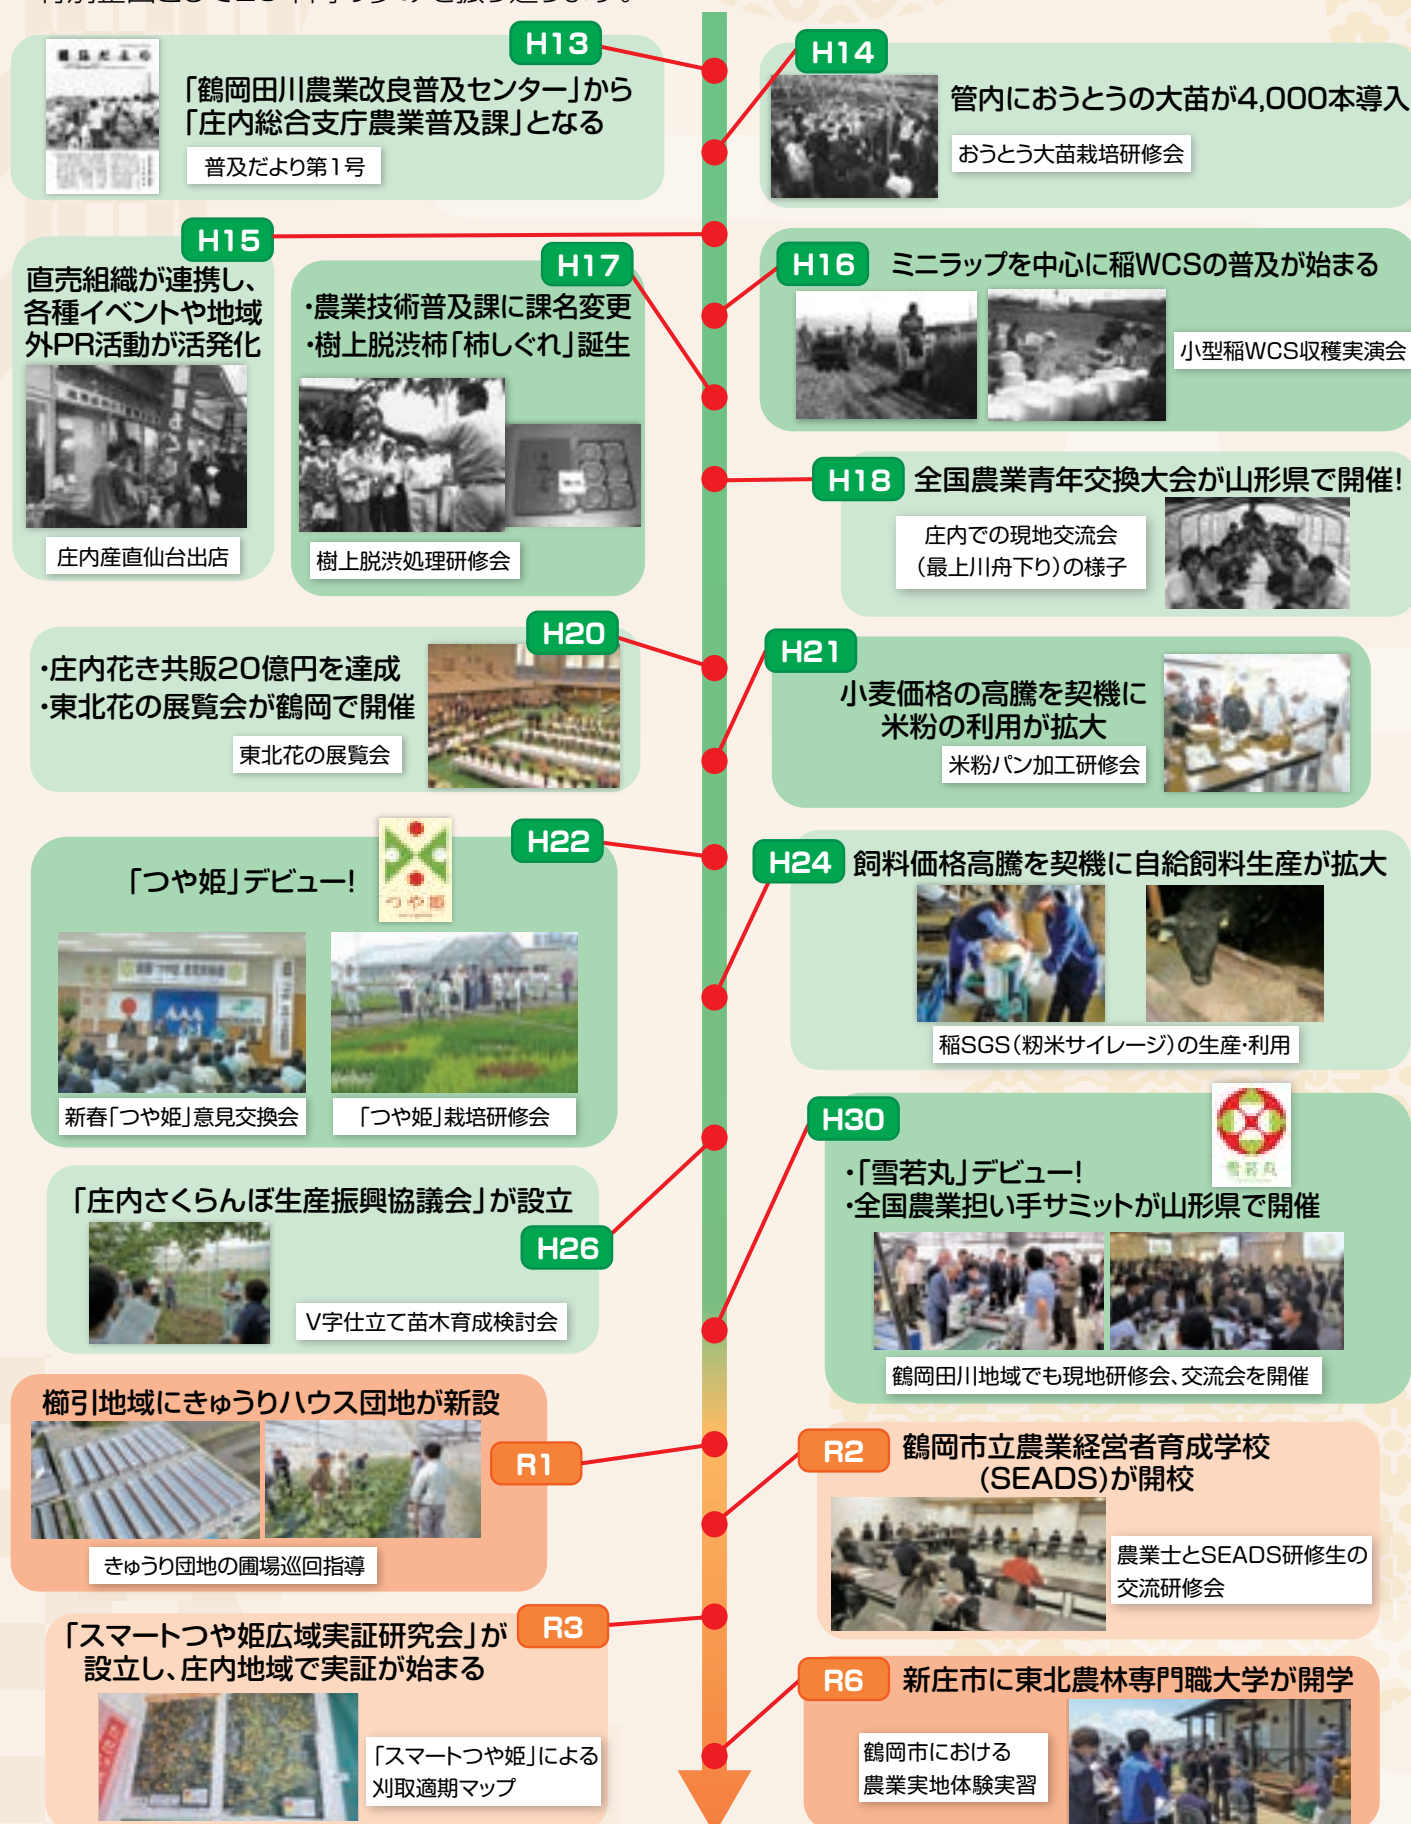 H13
「鶴岡田川農業改良普及センター」から
「庄内総合支庁農業普及課」となる
普及だより第1号
H14
管内におうとうの大苗が4,000本導入
おうとう大苗栽培研修会
H15
直売組織が連携し、
各種イベントや地域
外PR活動が活発化
庄内産直仙台出店
H17
・農業技術普及課に課名変更
・樹上脱渋柿「柿しぐれ」誕生
樹上脱渋処理研修会
H16
ミニラップを中心に稲WCSの普及が始まる
小型稲WCS収穫実演会
H18
全国農業青年交換大会が山形県で開催!
庄内での現地交流会
（最上川舟下り）の様子
H20
・庄内花き共販20億円を達成
・東北花の展覧会が鶴岡で開催
東北花の展覧会
H21
小麦価格の高騰を契機に
米粉の利用が拡大
米粉パン加工研修会
H22
「つや姫」デビュー!
つや姫
新春「つや姫」意見交換会
「つや姫」栽培研修会
H24
飼料価格高騰を契機に自給飼料生産が拡大
稲SGS（籾米サイレージ）の生産・利用
H26
「庄内さくらんぼ生産振興協議会」が設立
V字仕立て苗木育成検討会
H30
・「雪若丸」デビュー!
・全国農業担い手サミットが山形県で開催
雪若丸
鶴岡田川地域でも現地研修会、交流会を開催
R1
櫛引地域にきゅうりハウス団地が新設
きゅうり団地の圃場巡回指導
R2
鶴岡市立農業経営者育成学校
(SEADS)が開校
農業士とSEADS研修生の
交流研修会
R3
「スマートつや姫広域実証研究会」が
設立し、庄内地域で実証が始まる
「スマートつや姫」による
刈取適期マップ
R6
新庄市に東北農林専門職大学が開学
鶴岡市における
農業実地体験実習